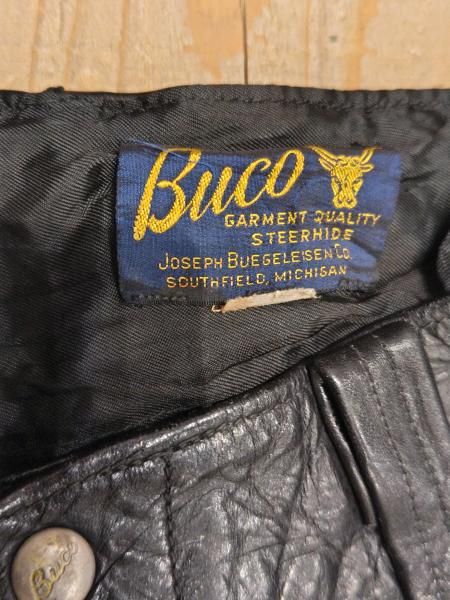 Buco
GARMENT QUALITY
STEERHIDE
JOSEPH BUEGELEISEN CO.
SOUTHFIELD, MICHIGAN
Buco